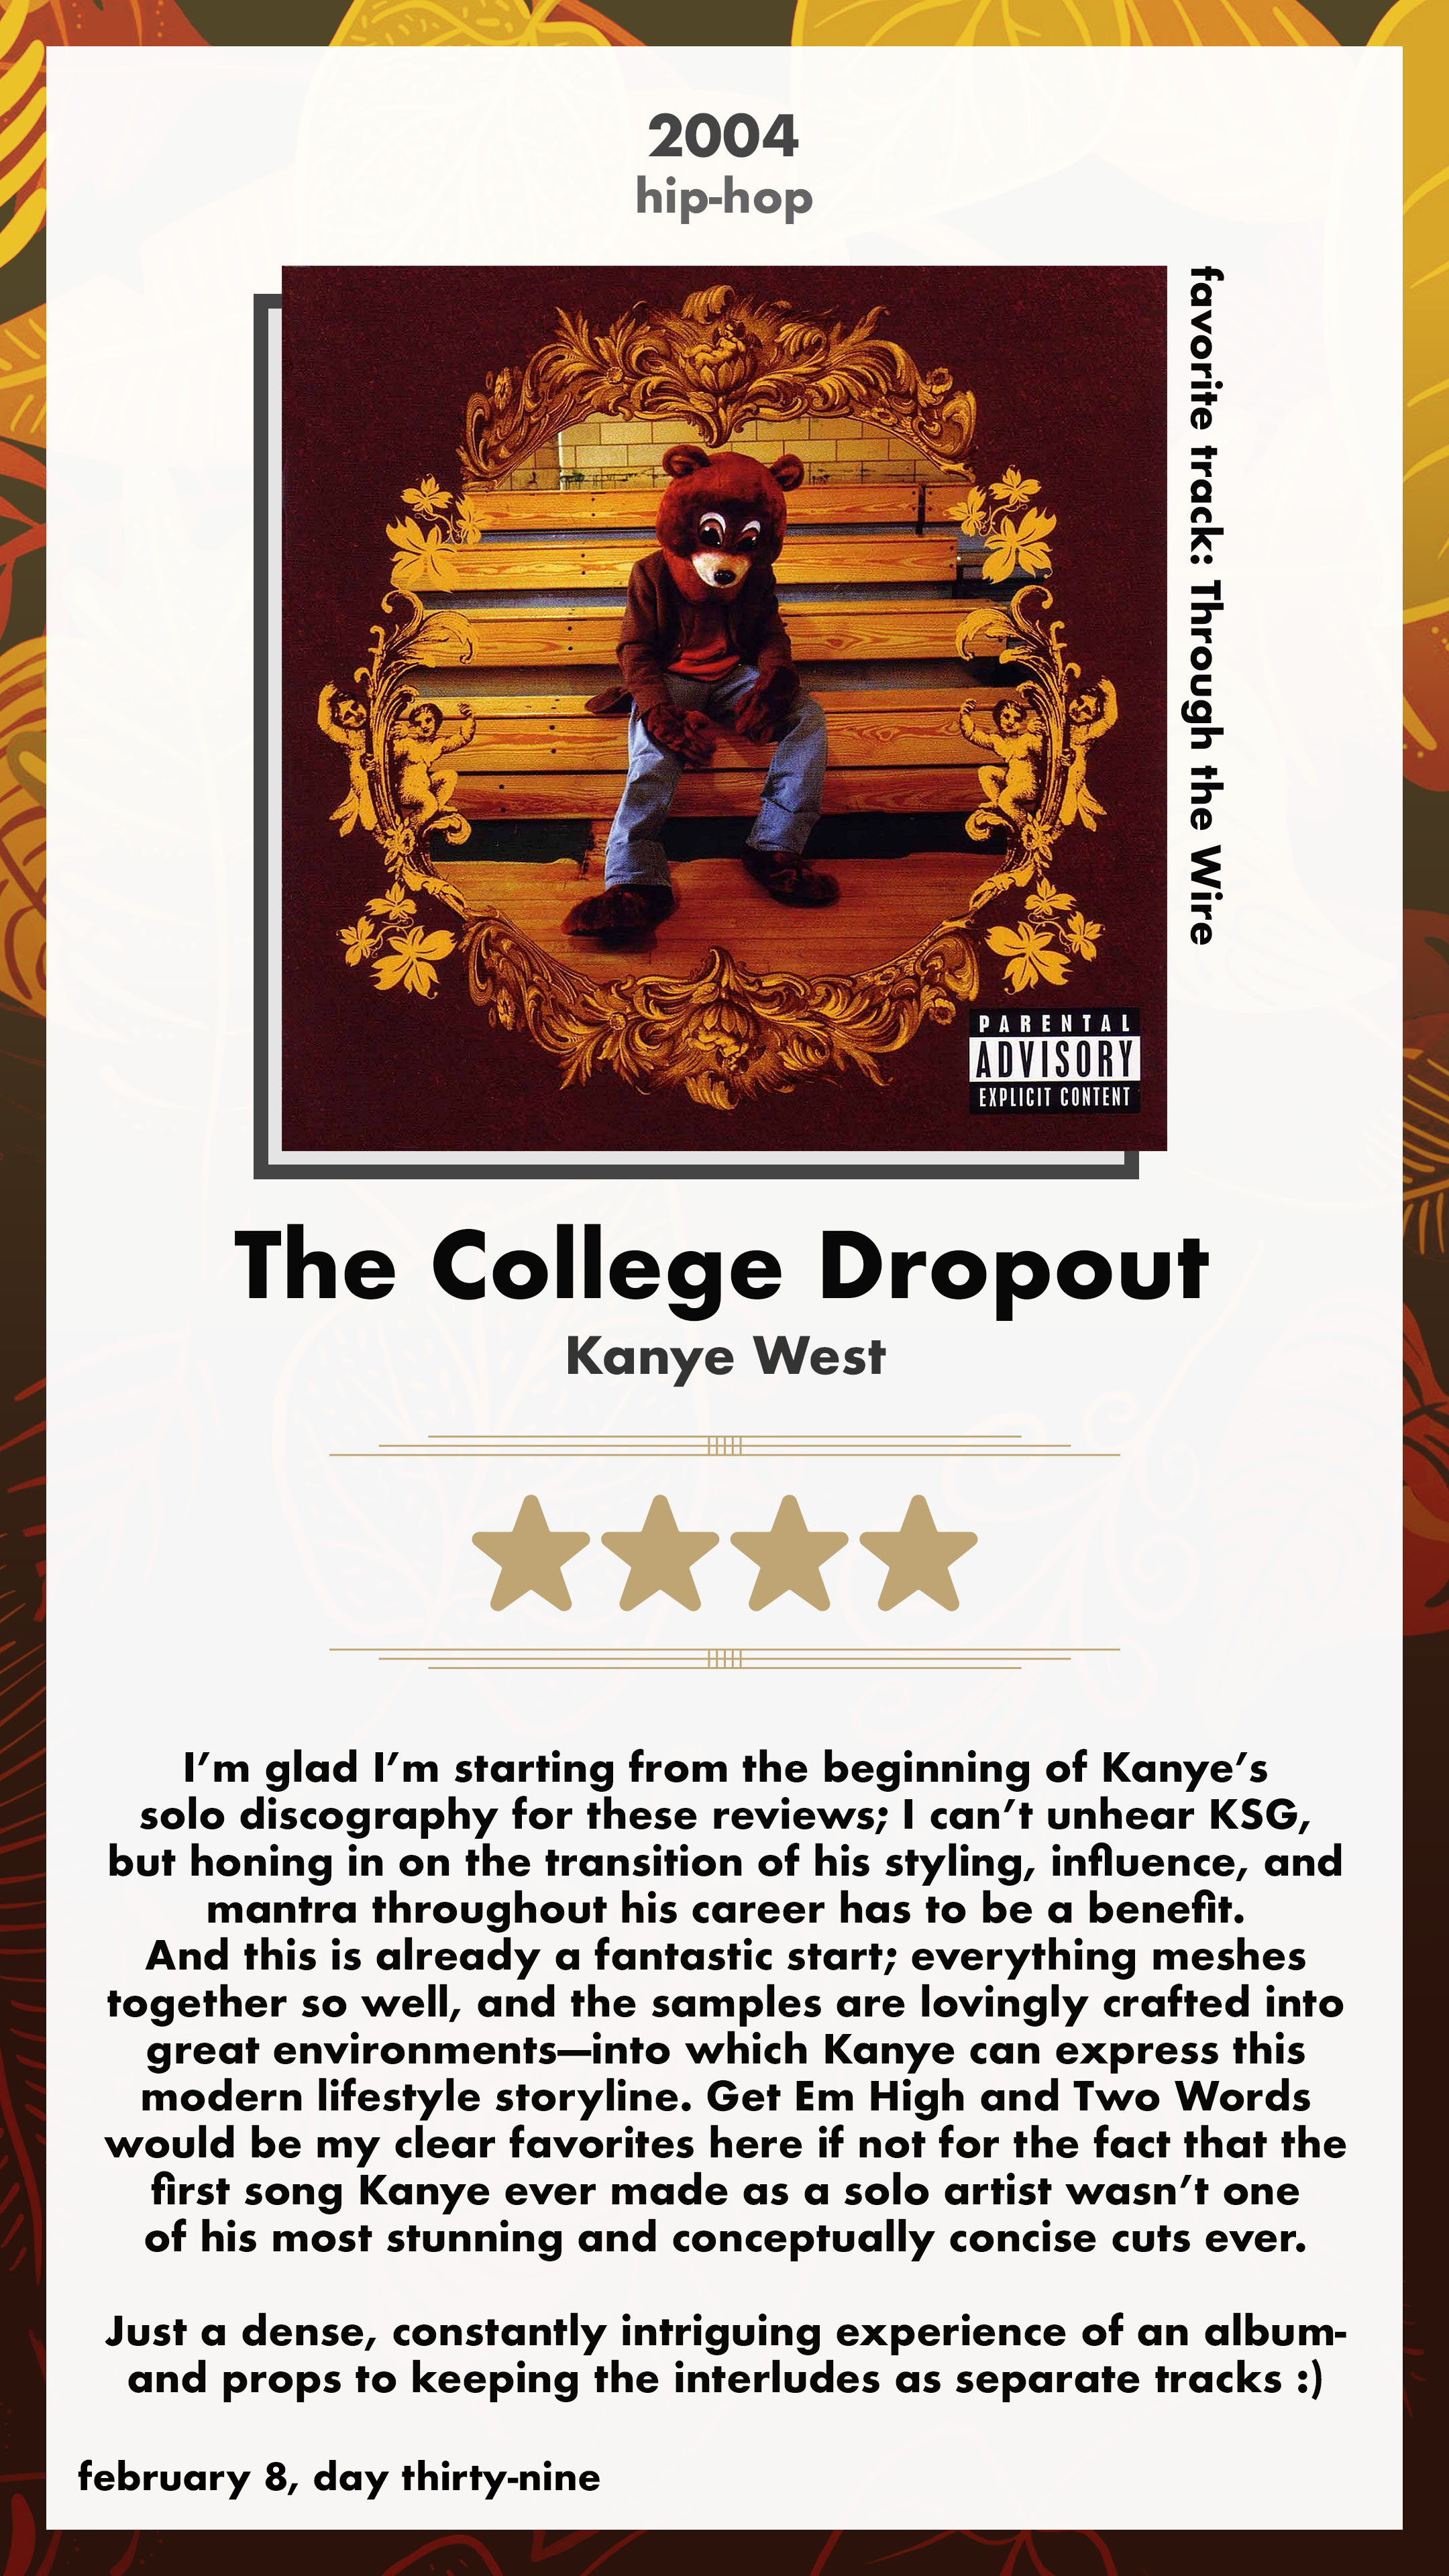 2004
hip-hop
favorite track: Through the Wire
PARENTAL
ADVISORY
EXPLICIT CONTENT
The College Dropout
Kanye West
I’m glad I’m starting from the beginning of Kanye’s
solo discography for these reviews; I can’t unhear KSG,
but honing in on the transition of his styling, influence, and
mantra throughout his career has to be a benefit.
And this is already a fantastic start; everything meshes
together so well, and the samples are lovingly crafted into
great environments—into which Kanye can express this
modern lifestyle storyline. Get Em High and Two Words
would be my clear favorites here if not for the fact that the
first song Kanye ever made as a solo artist wasn’t one
of his most stunning and conceptually concise cuts ever.
Just a dense, constantly intriguing experience of an album-
and props to keeping the interludes as separate tracks :)
february 8, day thirty-nine